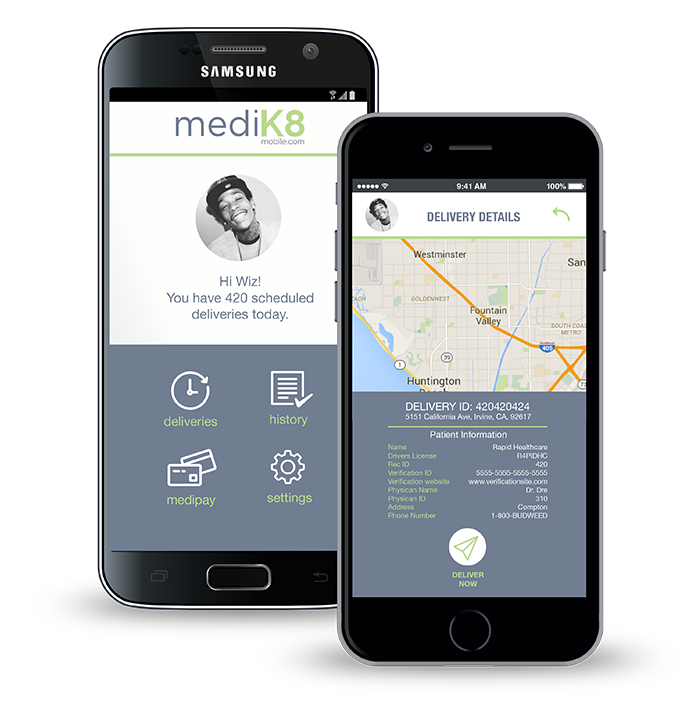 SAMSUNG
mediK8
mobile.com
Hi Wiz!
You have 420 scheduled
deliveries today.
deliveries
history
medipay
settings
9:41 AM
100%
DELIVERY DETAILS
Westminster
San
ACH
GOLDENWEST
Fountain
Valley
SOUTH COAST
METRO
405
39
1
73
Huntington
DELIVERY ID: 420420424
5151 California Ave, Irvine, CA, 92617
Patient Information
Name Rapid Healthcare
Drivers License R4PIDHC
Rec ID 420
Verification ID 5555-5555-5555-5555
Verification website www.verificationsite.com
Physican Name Dr. Dre
Physican ID 310
Address Compton
Phone Number 1-800-BUDWEED
DELIVER
NOW